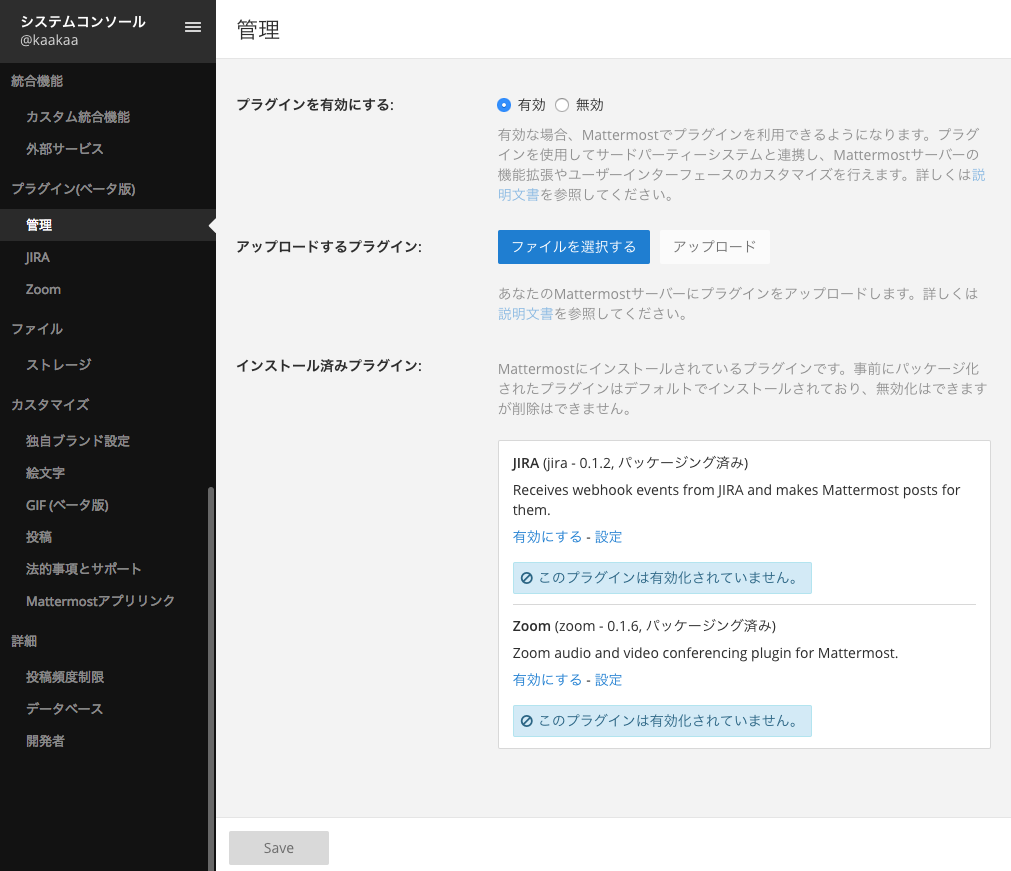 システムコンソール
@kaakaa
統合機能
カスタム統合機能
外部サービス
プラグイン(ベータ版)
管理
JIRA
Zoom
ファイル
ストレージ
カスタマイズ
独自ブランド設定
絵文字
GIF (ベータ版)
投稿
法的事項とサポート
Mattermostアプリリンク
詳細
投稿頻度制限
データベース
開発者
管理
プラグインを有効にする:
有効 無効
有効な場合、Mattermostでプラグインを利用できるようになります。プラグ
インを使用してサードパーティーシステムと連携し、Mattermostサーバーの
機能拡張やユーザーインターフェースのカスタマイズを行えます。詳しくは説
明文書を参照してください。
アップロードするプラグイン:
ファイルを選択する アップロード
あなたのMattermostサーバーにプラグインをアップロードします。詳しくは
説明文書を参照してください。
インストール済みプラグイン:
Mattermostにインストールされているプラグインです。事前にパッケージ化
されたプラグインはデフォルトでインストールされており、無効化はできます
が削除はできません。
JIRA (jira - 0.1.2, パッケージング済み)
Receives webhook events from JIRA and makes Mattermost posts for
them.
有効にする - 設定
このプラグインは有効化されていません。
Zoom (zoom - 0.1.6, パッケージング済み)
Zoom audio and video conferencing plugin for Mattermost.
有効にする - 設定
このプラグインは有効化されていません。
Save